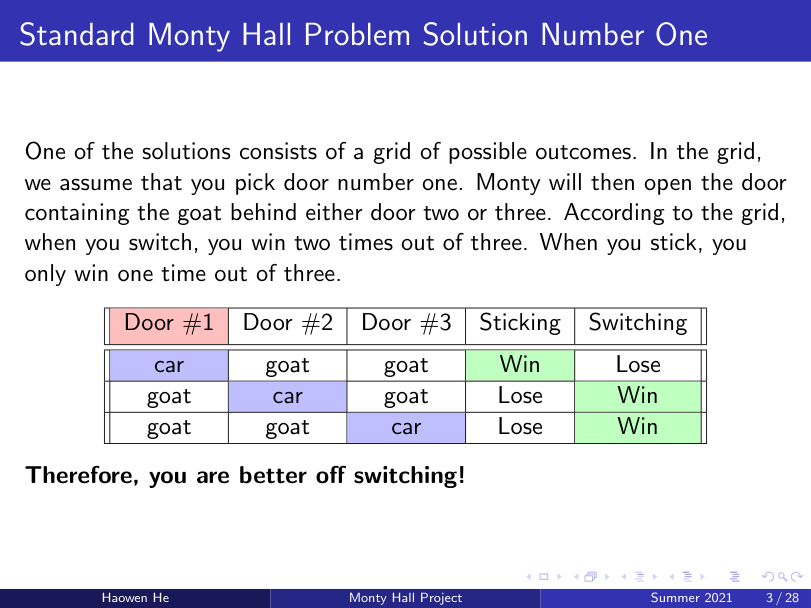 Standard Monty Hall Problem Solution Number One
One of the solutions consists of a grid of possible outcomes. In the grid,
we assume that you pick door number one. Monty will then open the door
containing the goat behind either door two or three. According to the grid,
when you switch, you win two times out of three. When you stick, you
only win one time out of three.
Door #1 Door #2 Door #3 Sticking Switching
car goat goat Win Lose
goat car goat Lose Win
goat goat car Lose Win
Therefore, you are better off switching!
Haowen He Monty Hall Project Summer 2021 3 / 28